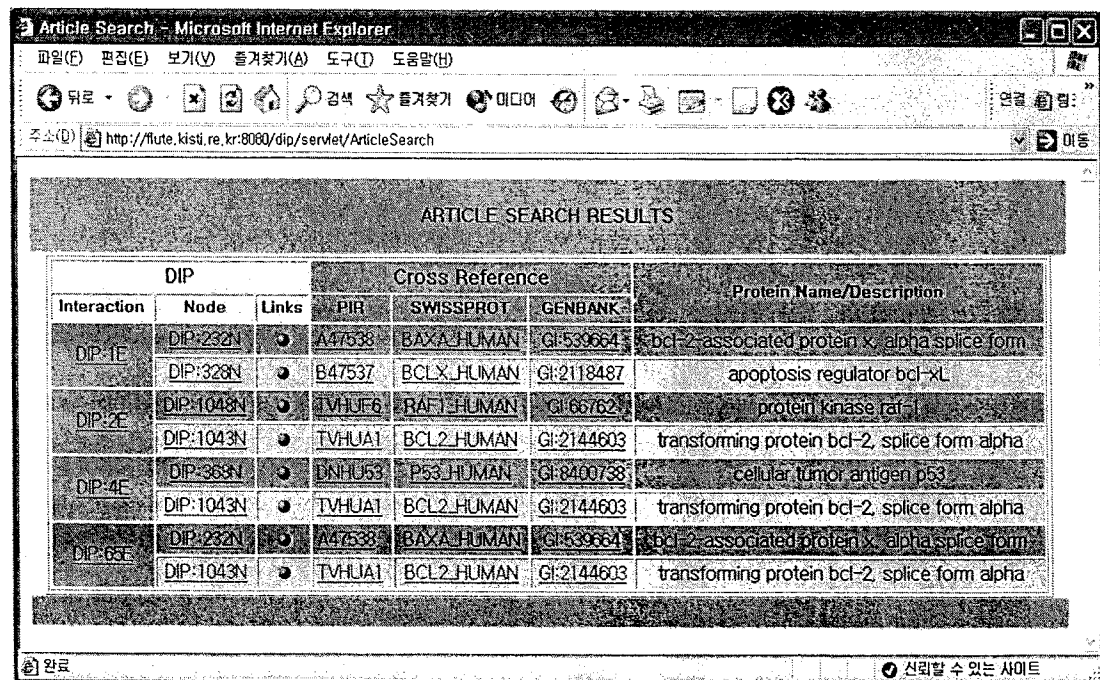 Article Search - Microsoft Internet Explorer
파일(F) 편집(E) 보기(V) 즐겨찾기(A) 도구(T) 도움말(H)
뒤로 검색 즐겨찾기 미디어 연결
주소(D) http://flute.kisti.re.kr:8080/dip/servlet/ArticleSearch 이동
ARTICLE SEARCH RESULTS
DIP Cross Reference Protein Name/Description
Interaction Node Links PIR SWISSPROT GENBANK
DIP:1E DIP:232N A47538 BAXA_HUMAN GI:539664 bcl-2-associated protein x, alpha splice form
DIP:328N B47537 BCLX_HUMAN GI:2118487 apoptosis regulator bcl-xL
DIP:2E DIP:1048N TVHUF6 RAF1_HUMAN GI:66762 protein kinase raf-1
DIP:1043N TVHUA1 BCL2_HUMAN GI:2144603 transforming protein bcl-2, splice form alpha
DIP:4E DIP:368N DNHU53 P53_HUMAN GI:8400738 cellular tumor antigen p53
DIP:1043N TVHUA1 BCL2_HUMAN GI:2144603 transforming protein bcl-2, splice form alpha
DIP:65E DIP:232N A47538 BAXA_HUMAN GI:539664 bcl-2-associated protein x, alpha splice form
DIP:1043N TVHUA1 BCL2_HUMAN GI:2144603 transforming protein bcl-2, splice form alpha
완료 신뢰할 수 있는 사이트